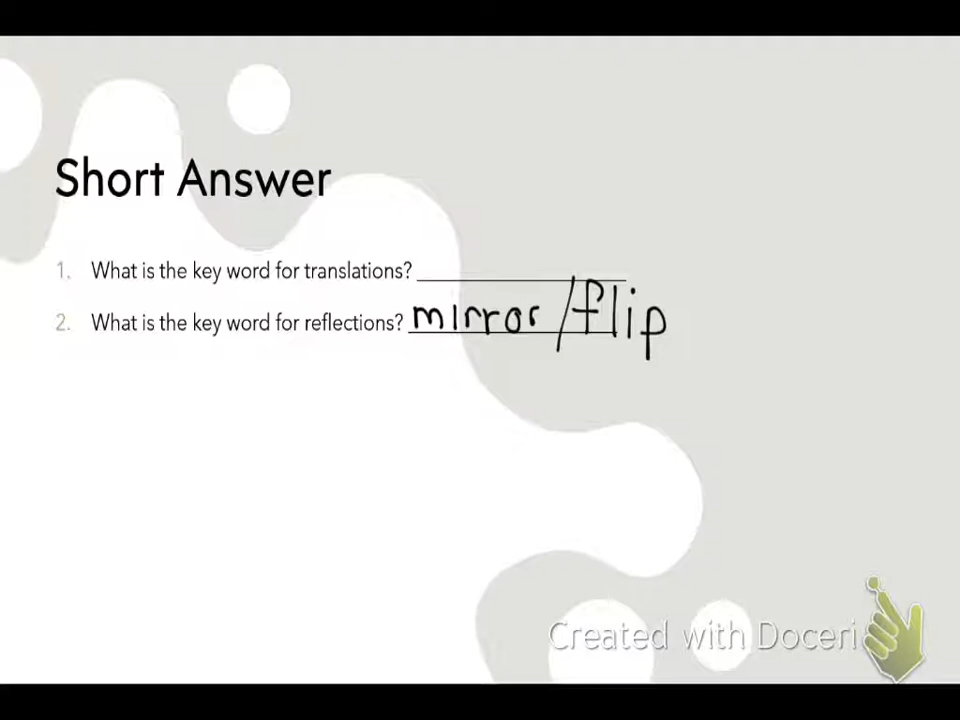 Short Answer
1. What is the key word for translations? ____________________
2. What is the key word for reflections? mirror/flip
Created with Doceri